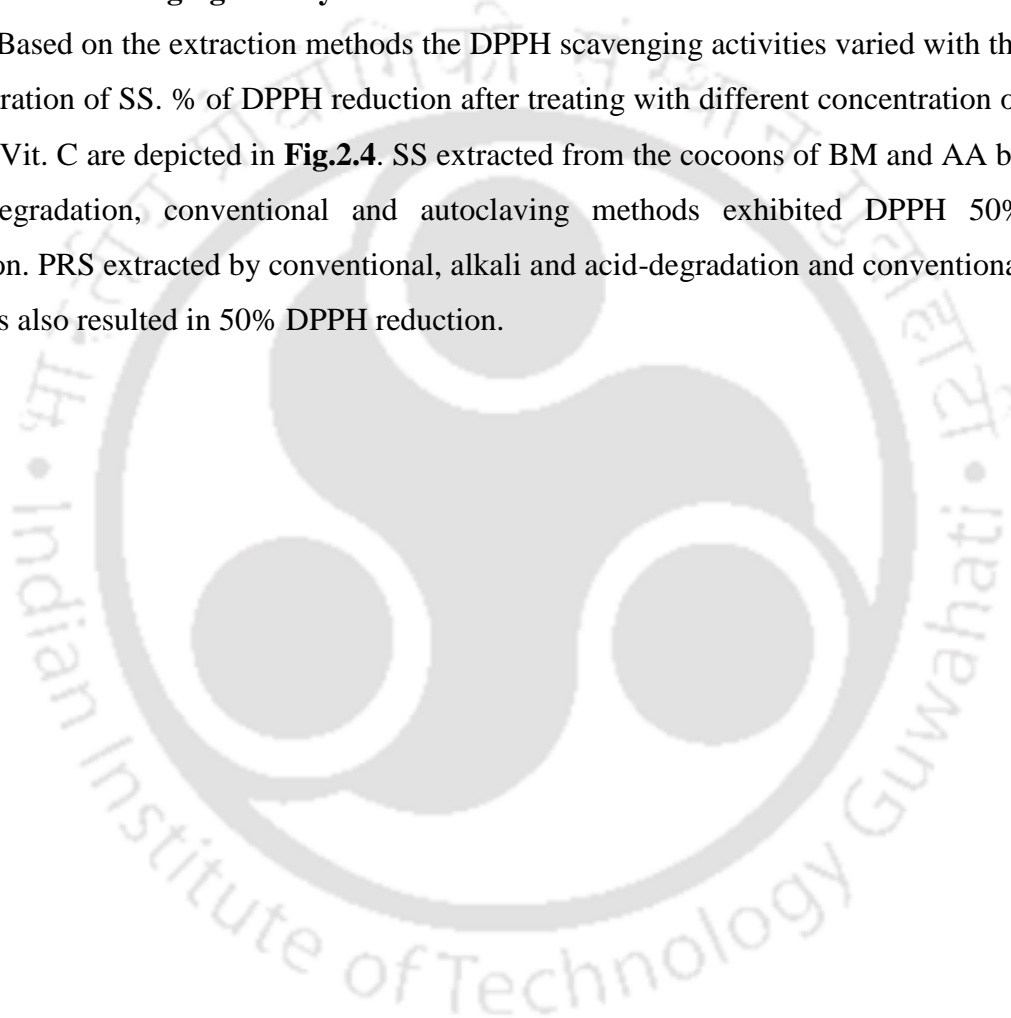 Based on the extraction methods the DPPH scavenging activities varied with th
ration of SS. % of DPPH reduction after treating with different concentration o
Vit. C are depicted in Fig.2.4. SS extracted from the cocoons of BM and AA b
egradation, conventional and autoclaving methods exhibited DPPH 50%
on. PRS extracted by conventional, alkali and acid-degradation and conventiona
s also resulted in 50% DPPH reduction.
Indian Institute of Technology Guwahati